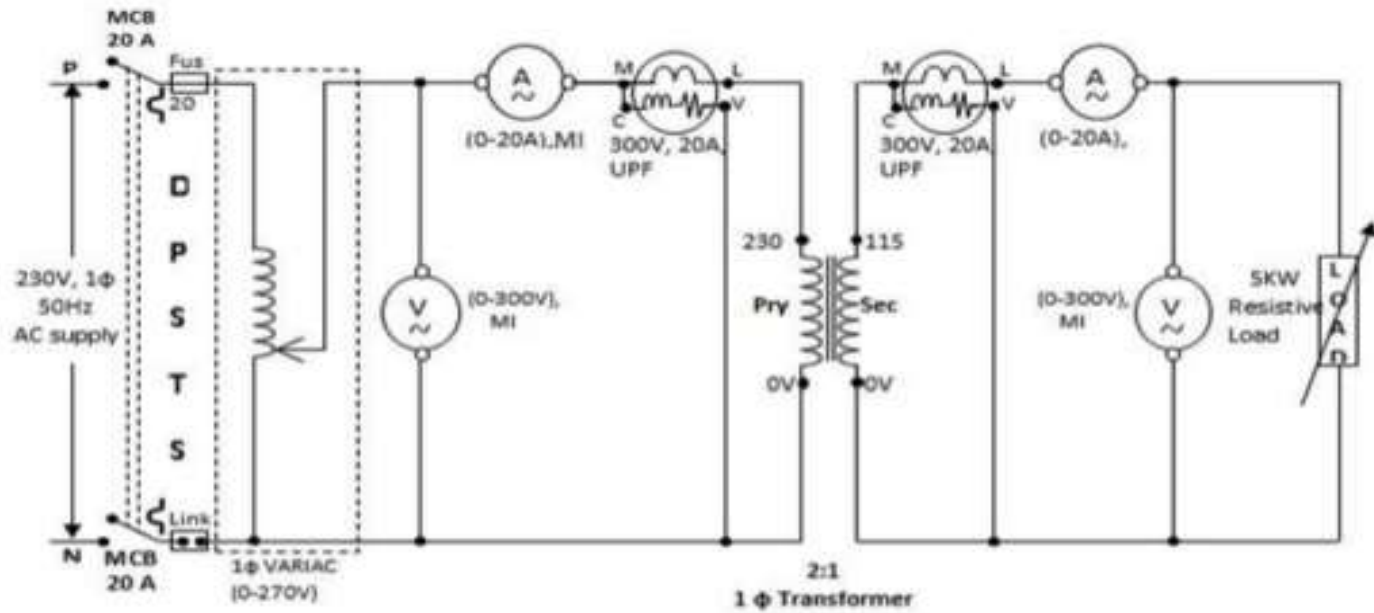 MCB
20 A
Fus
20
P
230V, 1ϕ
50Hz
AC supply
N
MCB
20 A
D
P
S
T
S
Link
1ϕ VARIAC
(0-270V)
V
~
(0-300V),
MI
A
~
(0-20A),MI
M
L
C
V
300V, 20A,
UPF
230
Pry
0V
115
Sec
0V
2:1
1 ϕ Transformer
M
L
C
V
300V, 20A
UPF
A
~
(0-20A),
(0-300V),
MI
V
~
5KW
Resistive
Load
L
O
A
D